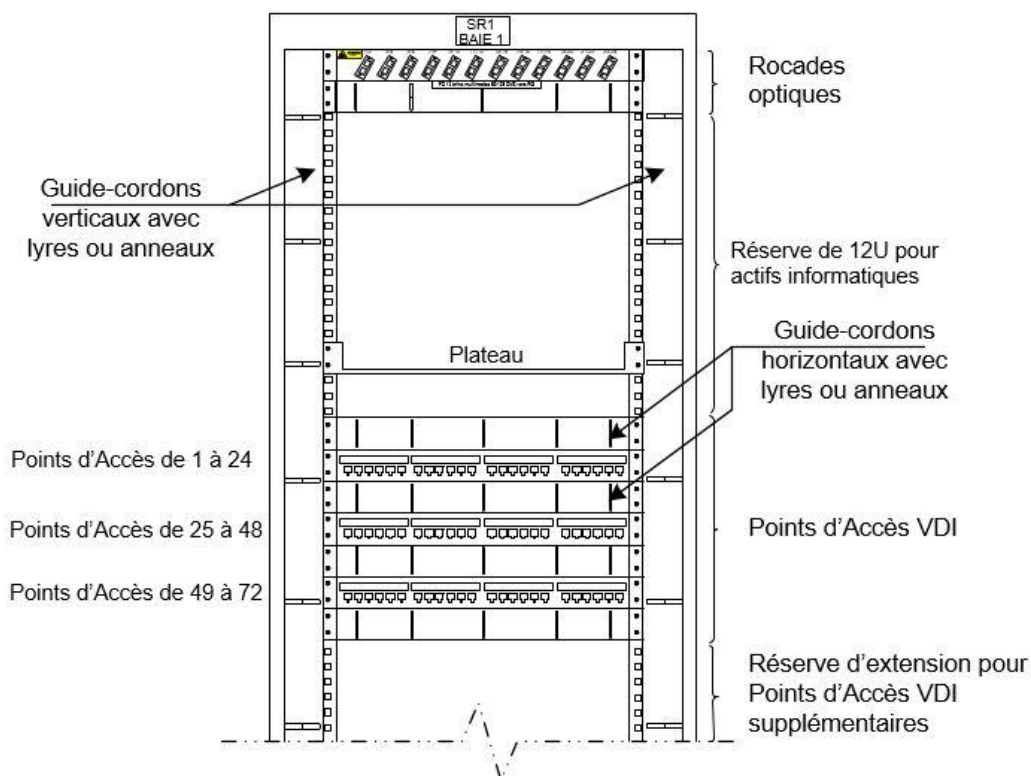 SR1
BAIE 1
Rocades
optiques
Guide-cordons
verticaux avec
lyres ou anneaux
Réserve de 12U pour
actifs informatiques
Guide-cordons
horizontaux avec
lyres ou anneaux
Plateau
Points d’Accès de 1 à 24
Points d’Accès de 25 à 48
Points d’Accès VDI
Points d’Accès de 49 à 72
Réserve d’extension pour
Points d’Accès VDI
supplémentaires